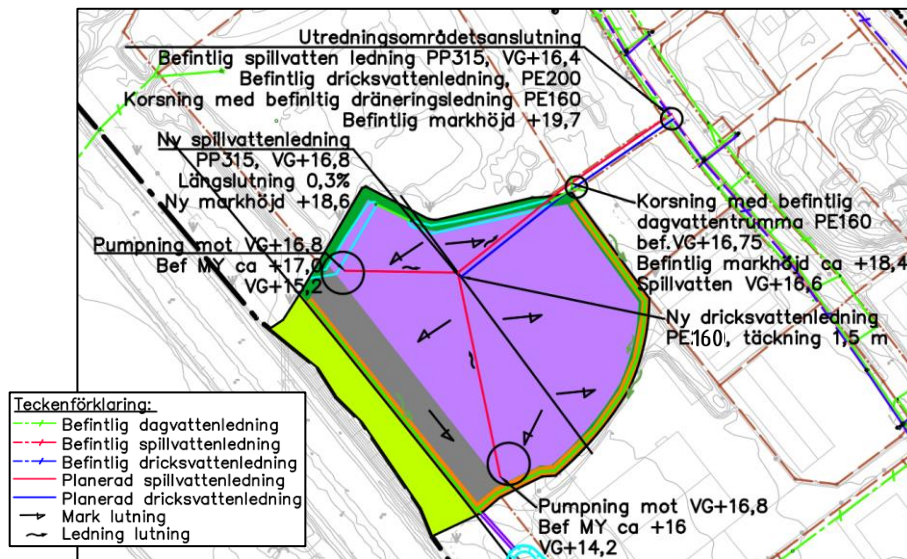 Utredningsområdetsanslutning
Befintlig spillvatten ledning PP315, VG+16,4
Befintlig dricksvattenledning, PE200
Korsning med befinltig dräneringsledning PE160
Befintlig markhöjd +19,7
Ny spillvattenledning
PP315, VG+16,8
Längslutning 0,3%
Ny markhöjd +18,6
Pumpning mot VG+16,8
Bef MY ca +17,0
VG+15,2
Korsning med befintlig
dagvattentrumma PE160
bef.VG+16,75
Befintlig markhöjd ca +18,4
Spillvatten VG+16,6
Ny dricksvattenledning
PE160, täckning 1,5 m
Pumpning mot VG+16,8
Bef MY ca +16
VG+14,2
Teckenförklaring:
Befintlig dagvattenledning
Befintlig spillvattenledning
Befintlig dricksvattenledning
Planerad spillvattenledning
Planerad dricksvattenledning
Mark lutning
Ledning lutning